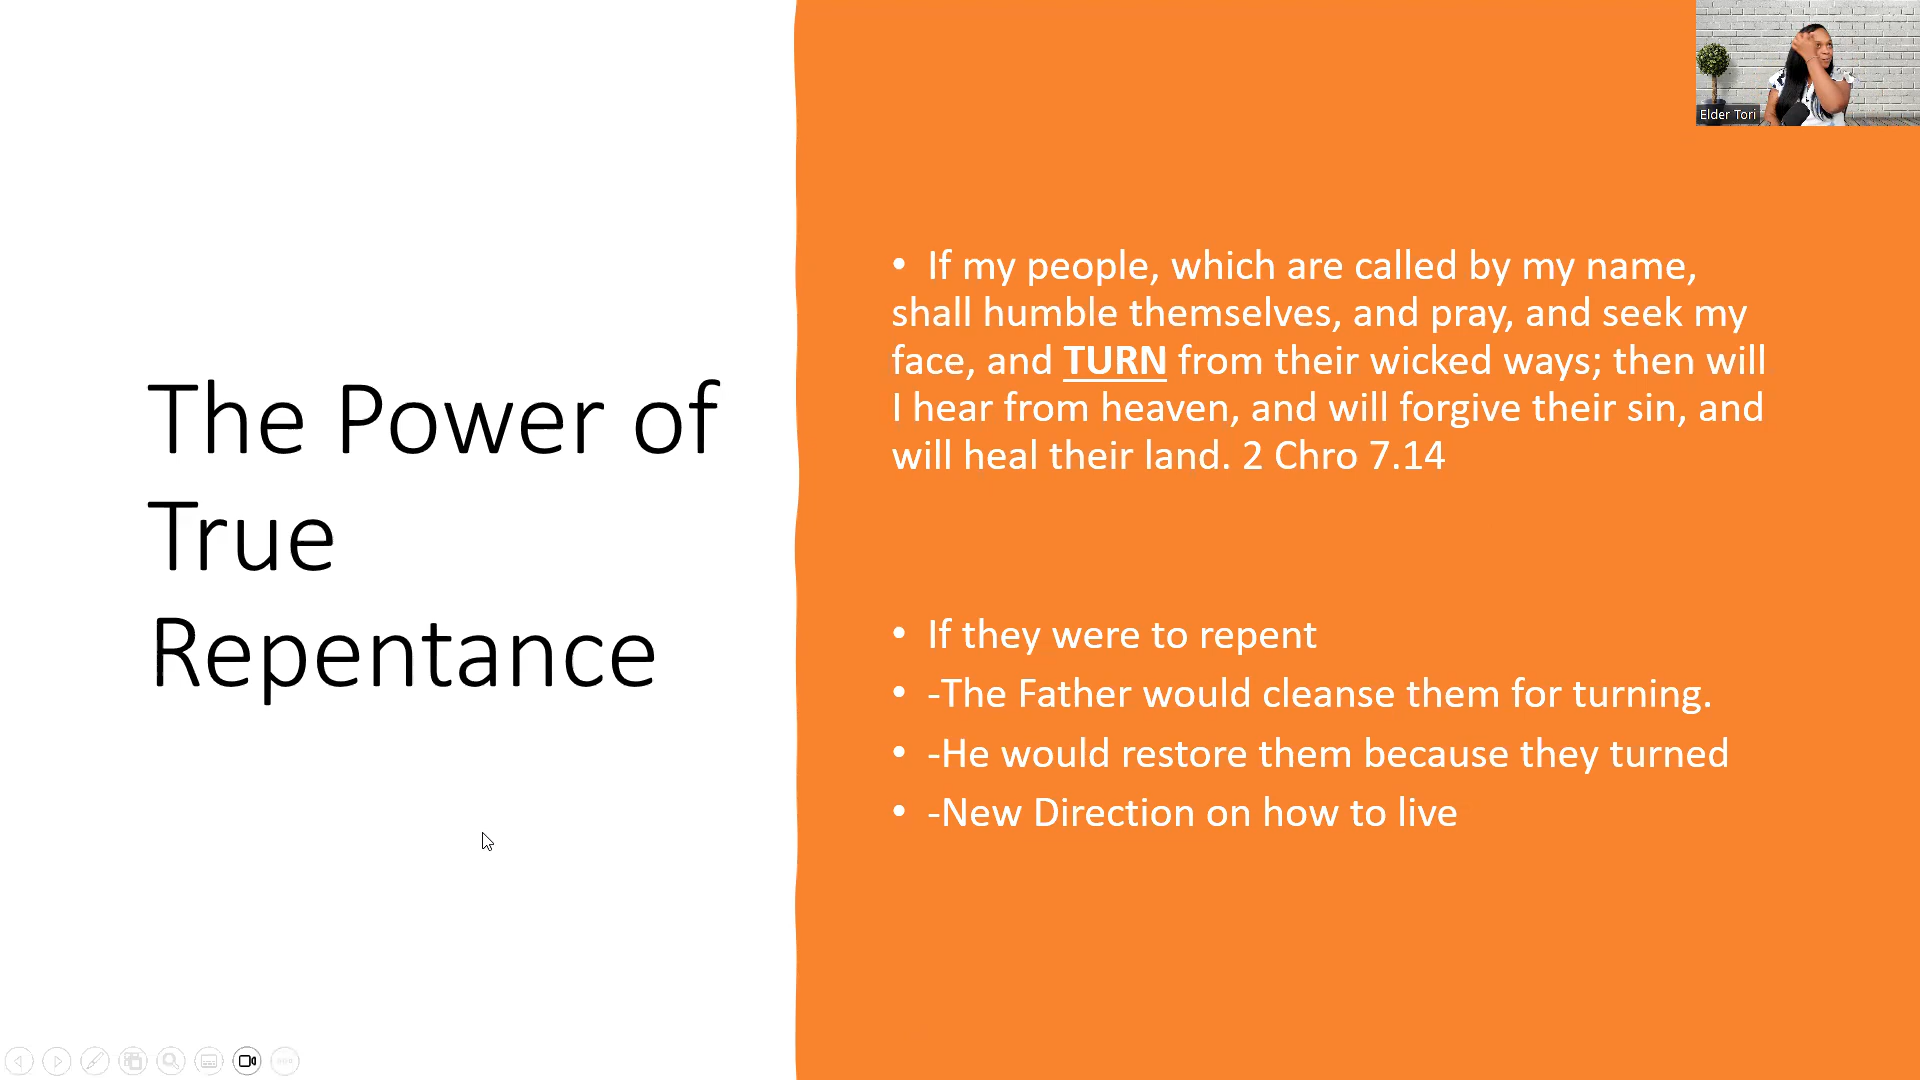 The Power of
True
Repentance
• If my people, which are called by my name,
shall humble themselves, and pray, and seek my
face, and TURN from their wicked ways; then will
I hear from heaven, and will forgive their sin, and
will heal their land. 2 Chro 7.14
• If they were to repent
• -The Father would cleanse them for turning.
• -He would restore them because they turned
• -New Direction on how to live
Elder Tori